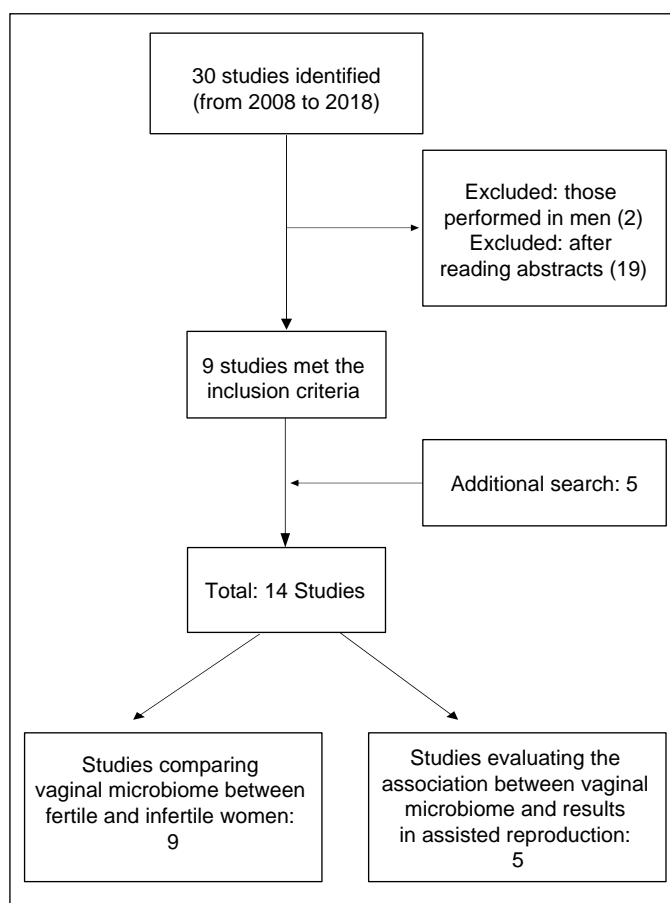 30 studies identified
(from 2008 to 2018)
Excluded: those
performed in men (2)
Excluded: after
reading abstracts (19)
9 studies met the
inclusion criteria
Additional search: 5
Total: 14 Studies
Studies comparing
vaginal microbiome between
fertile and infertile women:
9
Studies evaluating the
association between vaginal
microbiome and results
in assisted reproduction:
5